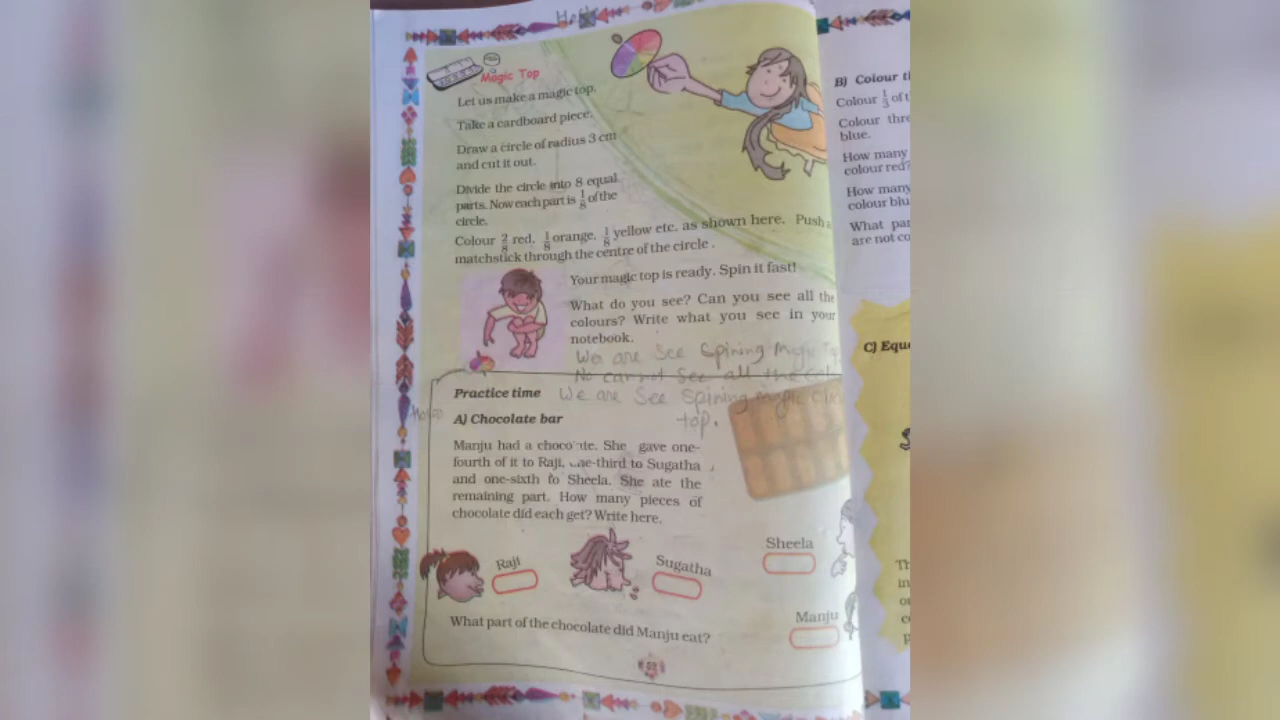 Magic Top
Let us make a magic top.
Take a cardboard piece.
Draw a circle of radius 3 cm
and cut it out.
Divide the circle into 8 equal
parts. Now each part is 1/8 of the
circle.
Colour 2/8 red, 1/8 orange, 1/8 yellow etc. as shown here. Push a
matchstick through the centre of the circle.
Your magic top is ready. Spin it fast!
What do you see? Can you see all the
colours? Write what you see in your
notebook.
We are See Spining
No cannot See all the
Practice time
We are See Spining magic
top.
A) Chocolate bar
Manju had a chocolate. She gave one-
fourth of it to Raji, one-third to Sugatha
and one-sixth to Sheela. She ate the
remaining part. How many pieces of
chocolate did each get? Write here.
Raji
Sugatha
Sheela
What part of the chocolate did Manju eat?
Manju
B) Colour
Colour 1/3 of
Colour
blue.
How many
colour red?
How many
colour
What
are not
C)